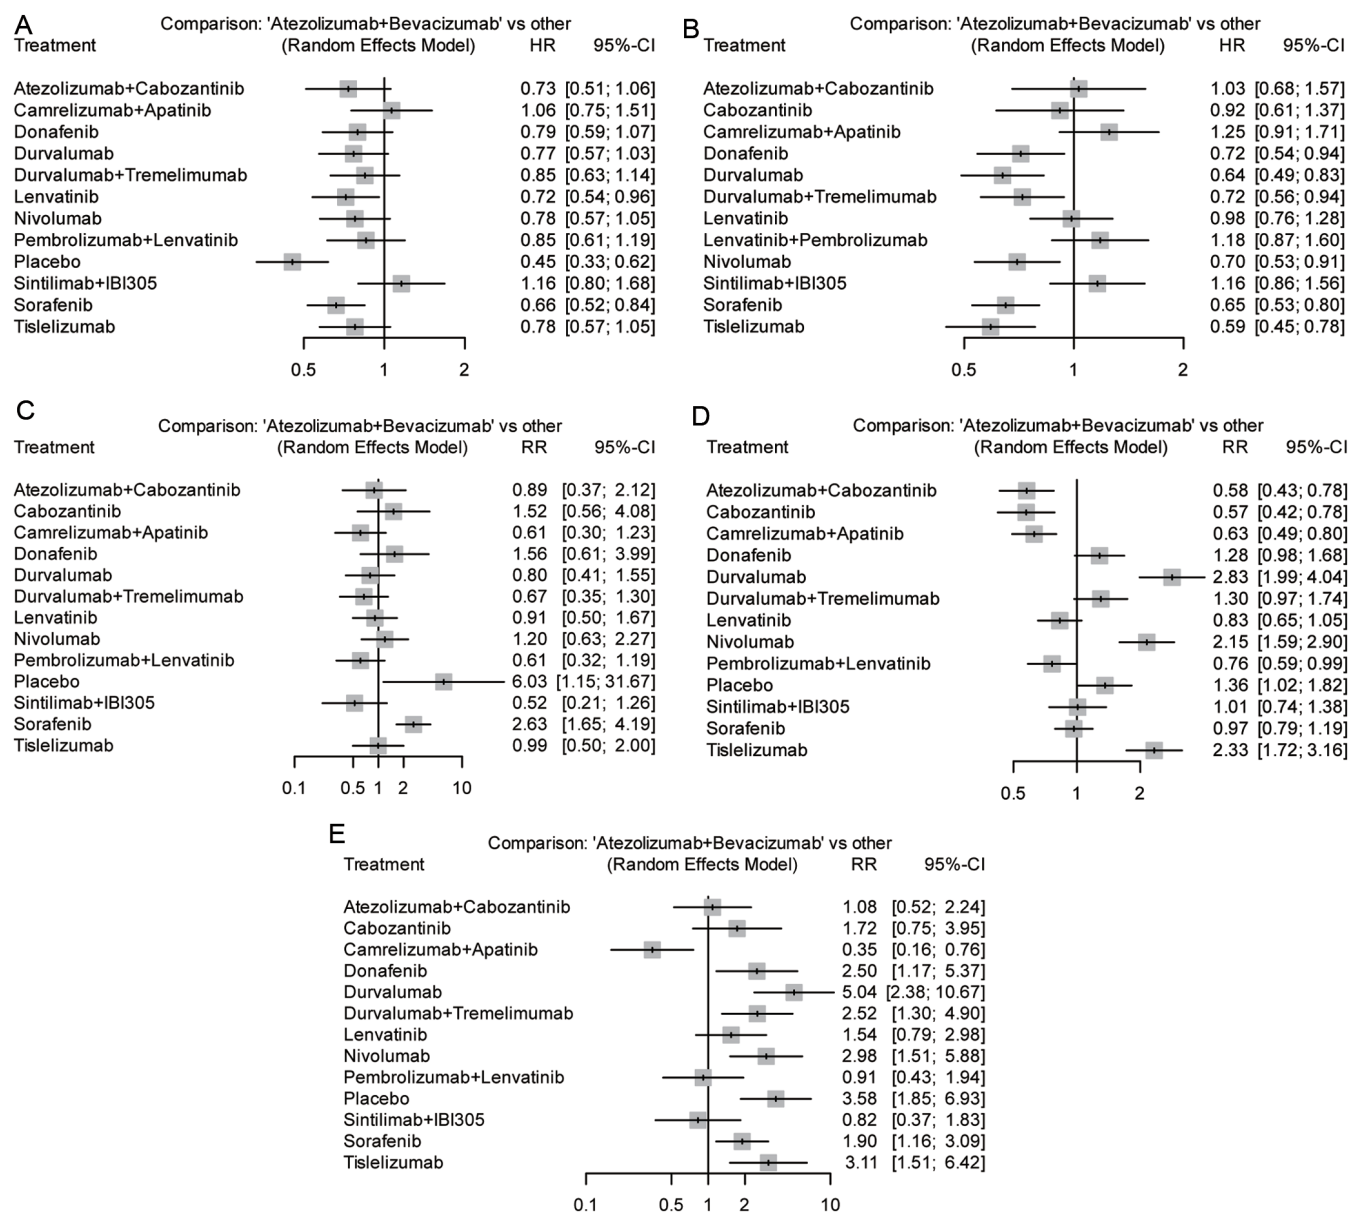 A
Comparison: 'Atezolizumab+Bevacizumab' vs other
Treatment (Random Effects Model) HR 95%-CI
Atezolizumab+Cabozantinib 0.73 [0.51; 1.06]
Camrelizumab+Apatinib 1.06 [0.75; 1.51]
Donafenib 0.79 [0.59; 1.07]
Durvalumab 0.77 [0.57; 1.03]
Durvalumab+Tremelimumab 0.85 [0.63; 1.14]
Lenvatinib 0.72 [0.54; 0.96]
Nivolumab 0.78 [0.57; 1.05]
Pembrolizumab+Lenvatinib 0.85 [0.61; 1.19]
Placebo 0.45 [0.33; 0.62]
Sintilimab+IBI305 1.16 [0.80; 1.68]
Sorafenib 0.66 [0.52; 0.84]
Tislelizumab 0.78 [0.57; 1.05]
0.5 1 2
B
Comparison: 'Atezolizumab+Bevacizumab' vs other
Treatment (Random Effects Model) HR 95%-CI
Atezolizumab+Cabozantinib 1.03 [0.68; 1.57]
Cabozantinib 0.92 [0.61; 1.37]
Camrelizumab+Apatinib 1.25 [0.91; 1.71]
Donafenib 0.72 [0.54; 0.94]
Durvalumab 0.64 [0.49; 0.83]
Durvalumab+Tremelimumab 0.72 [0.56; 0.94]
Lenvatinib 0.98 [0.76; 1.28]
Lenvatinib+Pembrolizumab 1.18 [0.87; 1.60]
Nivolumab 0.70 [0.53; 0.91]
Sintilimab+IBI305 1.16 [0.86; 1.56]
Sorafenib 0.65 [0.53; 0.80]
Tislelizumab 0.59 [0.45; 0.78]
0.5 1 2
C
Comparison: 'Atezolizumab+Bevacizumab' vs other
Treatment (Random Effects Model) RR 95%-CI
Atezolizumab+Cabozantinib 0.89 [0.37; 2.12]
Cabozantinib 1.52 [0.56; 4.08]
Camrelizumab+Apatinib 0.61 [0.30; 1.23]
Donafenib 1.56 [0.61; 3.99]
Durvalumab 0.80 [0.41; 1.55]
Durvalumab+Tremelimumab 0.67 [0.35; 1.30]
Lenvatinib 0.91 [0.50; 1.67]
Nivolumab 1.20 [0.63; 2.27]
Pembrolizumab+Lenvatinib 0.61 [0.32; 1.19]
Placebo 6.03 [1.15; 31.67]
Sintilimab+IBI305 0.52 [0.21; 1.26]
Sorafenib 2.63 [1.65; 4.19]
Tislelizumab 0.99 [0.50; 2.00]
0.1 0.5 1 2 10
D
Comparison: 'Atezolizumab+Bevacizumab' vs other
Treatment (Random Effects Model) RR 95%-CI
Atezolizumab+Cabozantinib 0.58 [0.43; 0.78]
Cabozantinib 0.57 [0.42; 0.78]
Camrelizumab+Apatinib 0.63 [0.49; 0.80]
Donafenib 1.28 [0.98; 1.68]
Durvalumab 2.83 [1.99; 4.04]
Durvalumab+Tremelimumab 1.30 [0.97; 1.74]
Lenvatinib 0.83 [0.65; 1.05]
Nivolumab 2.15 [1.59; 2.90]
Pembrolizumab+Lenvatinib 0.76 [0.59; 0.99]
Placebo 1.36 [1.02; 1.82]
Sintilimab+IBI305 1.01 [0.74; 1.38]
Sorafenib 0.97 [0.79; 1.19]
Tislelizumab 2.33 [1.72; 3.16]
0.5 1 2
E
Comparison: 'Atezolizumab+Bevacizumab' vs other
Treatment (Random Effects Model) RR 95%-CI
Atezolizumab+Cabozantinib 1.08 [0.52; 2.24]
Cabozantinib 1.72 [0.75; 3.95]
Camrelizumab+Apatinib 0.35 [0.16; 0.76]
Donafenib 2.50 [1.17; 5.37]
Durvalumab 5.04 [2.38; 10.67]
Durvalumab+Tremelimumab 2.52 [1.30; 4.90]
Lenvatinib 1.54 [0.79; 2.98]
Nivolumab 2.98 [1.51; 5.88]
Pembrolizumab+Lenvatinib 0.91 [0.43; 1.94]
Placebo 3.58 [1.85; 6.93]
Sintilimab+IBI305 0.82 [0.37; 1.83]
Sorafenib 1.90 [1.16; 3.09]
Tislelizumab 3.11 [1.51; 6.42]
0.1 0.5 1 2 10